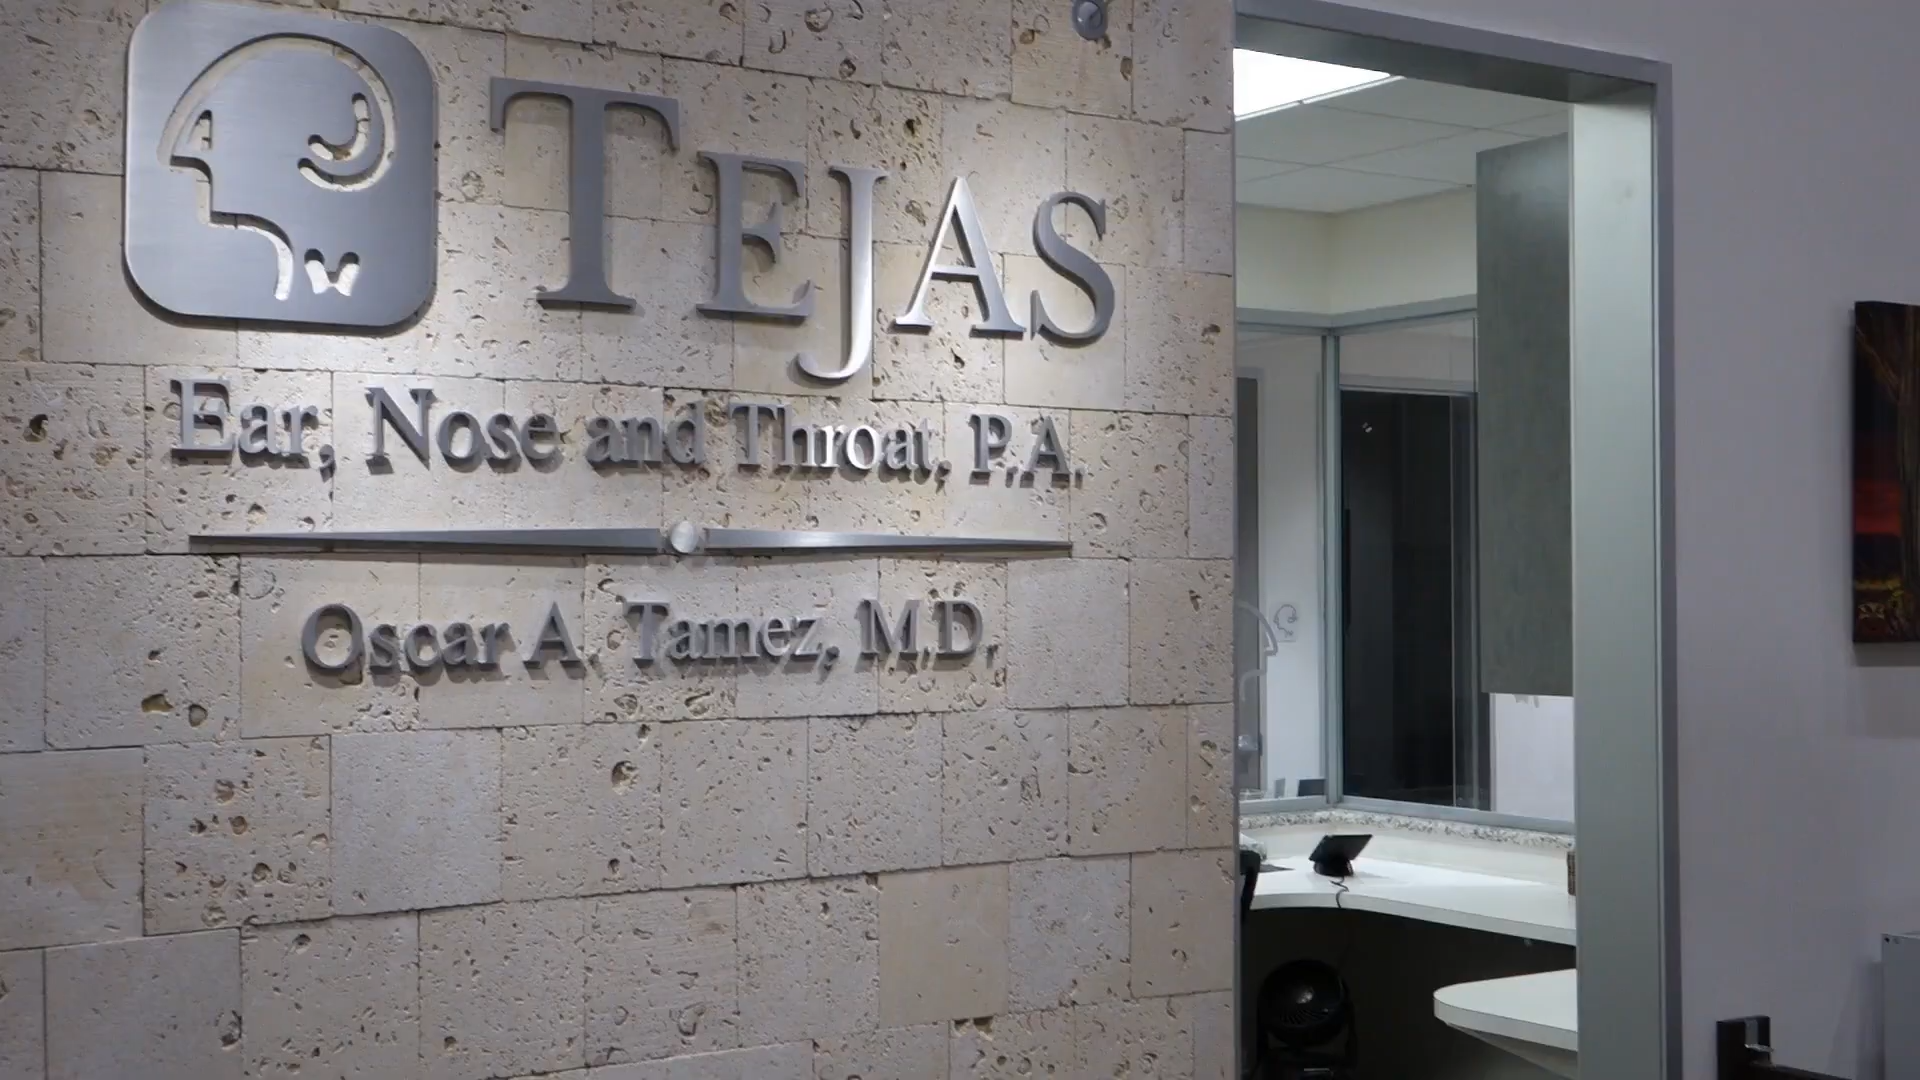 TEJAS
Ear, Nose and Throat, P.A.
Oscar A. Tamez, M.D.